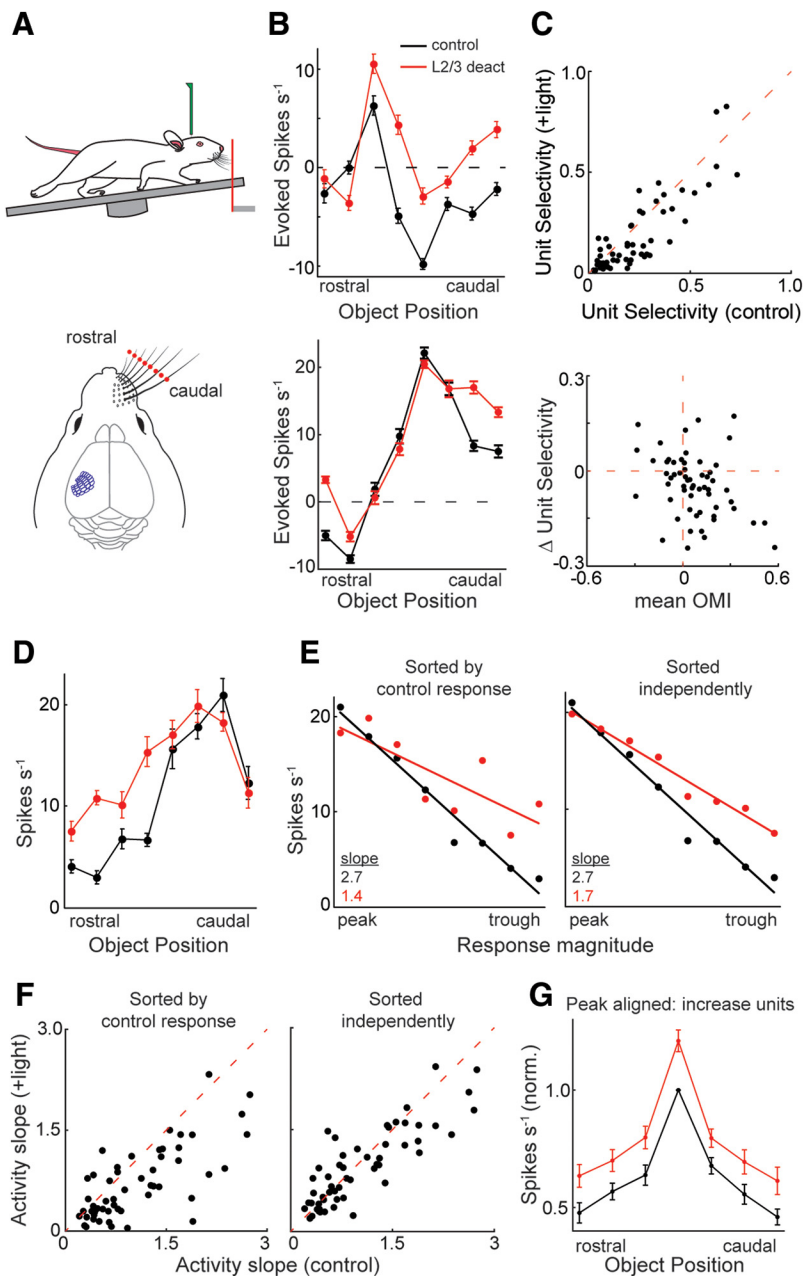 A
B
control
L2/3 deact
Evoked Spikes s⁻¹
10
0
-10
rostral caudal
Object Position
C
Unit Selectivity (+light)
1.0
0.5
0
0 0.5 1.0
Unit Selectivity (control)
rostral
caudal
Evoked Spikes s⁻¹
20
10
0
-10
rostral caudal
Object Position
Δ Unit Selectivity
0.3
0
-0.3
-0.6 0 0.6
mean OMI
D
Spikes s⁻¹
20
10
0
rostral caudal
Object Position
E
Sorted by
control response
Sorted
independently
Spikes s⁻¹
20
10
0
slope
2.7
1.4
slope
2.7
1.7
peak trough
peak trough
Response magnitude
F
Sorted by
control response
Sorted
independently
Activity slope (+light)
3.0
1.5
0
0 1.5 3
1.5 3
Activity slope (control)
G
Peak aligned: increase units
Spikes s⁻¹ (norm.)
1.0
0.5
rostral caudal
Object Position